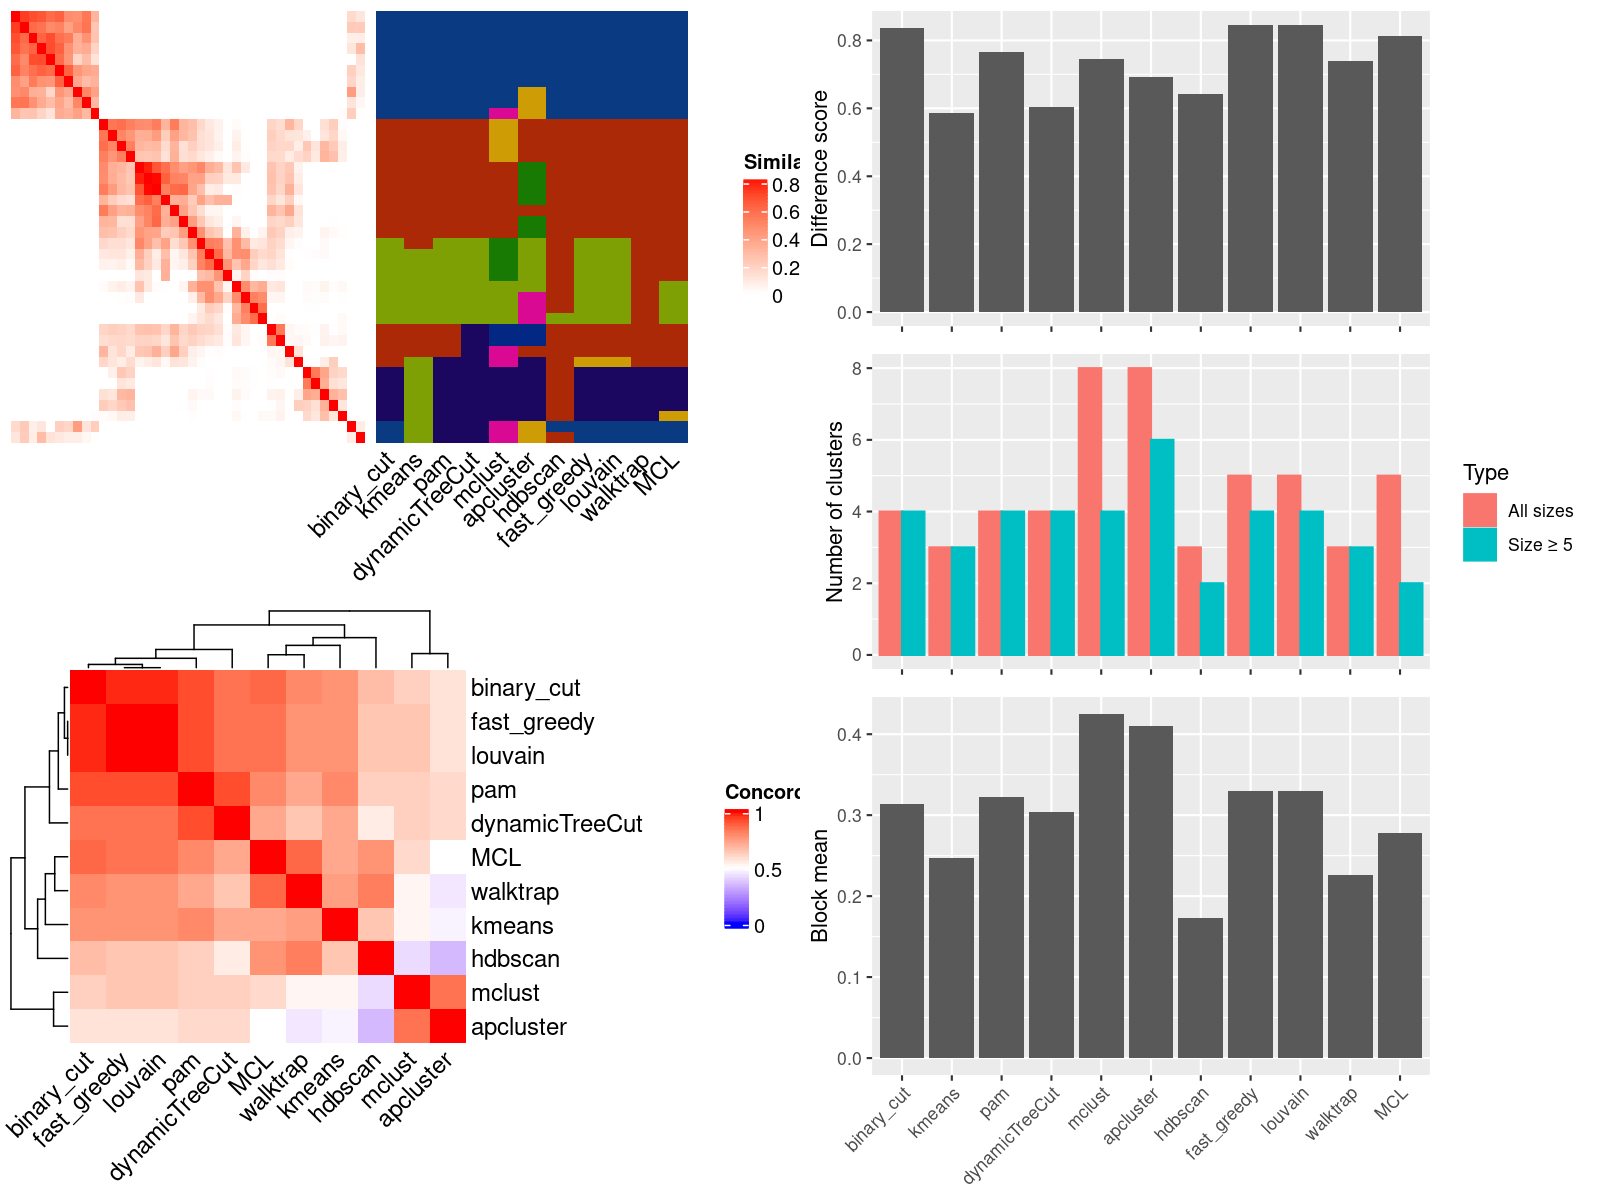 Simila
0.8
0.6
0.4
0.2
0
binary_cut
kmeans
pam
dynamicTreeCut
mclust
apcluster
hdbscan
fast_greedy
louvain
walktrap
MCL
binary_cut
fast_greedy
louvain
pam
dynamicTreeCut
MCL
walktrap
kmeans
hdbscan
mclust
apcluster
Concord
1
0.5
0
binary_cut
fast_greedy
louvain
pam
dynamicTreeCut
MCL
walktrap
kmeans
hdbscan
mclust
apcluster
Difference score
0.8
0.6
0.4
0.2
0.0
Number of clusters
8
6
4
2
0
Type
All sizes
Size ≥ 5
Block mean
0.4
0.3
0.2
0.1
0.0
binary_cut
kmeans
pam
dynamicTreeCut
mclust
apcluster
hdbscan
fast_greedy
louvain
walktrap
MCL